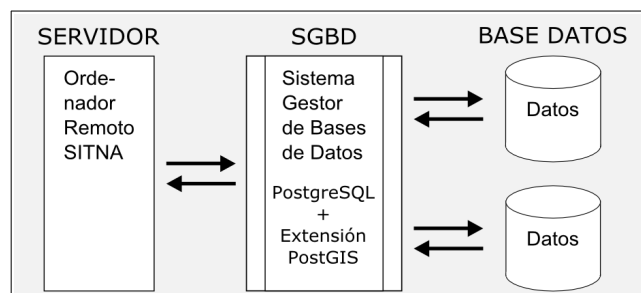 SERVIDOR
SGBD
BASE DATOS
Orde-
nador
Remoto
SITNA
Sistema
Gestor
de Bases
de Datos
PostgreSQL
+
Extensión
PostGIS
Datos
Datos